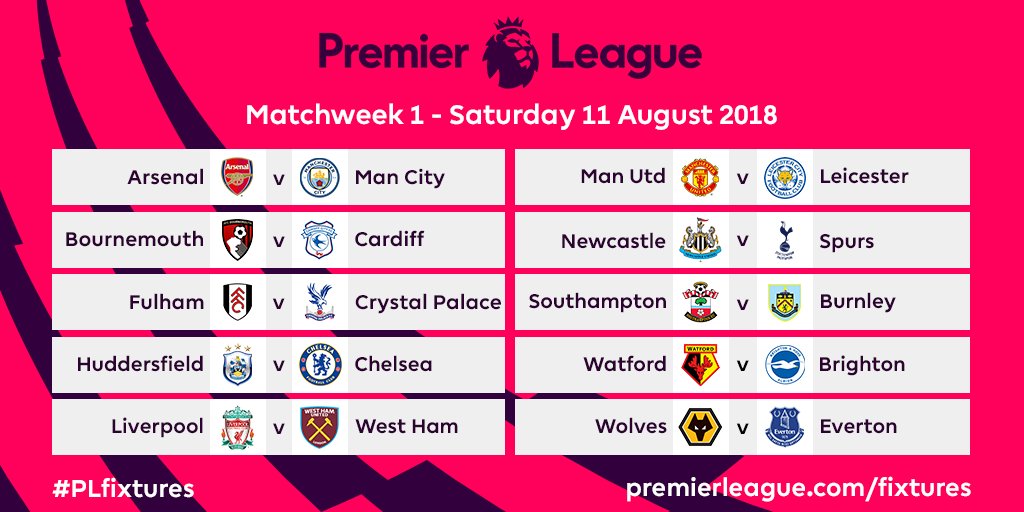 Premier League
Matchweek 1 - Saturday 11 August 2018
Arsenal v Man City
Bournemouth v Cardiff
Fulham v Crystal Palace
Huddersfield v Chelsea
Liverpool v West Ham
Man Utd v Leicester
Newcastle v Spurs
Southampton v Burnley
Watford v Brighton
Wolves v Everton
#PLfixtures
premierleague.com/fixtures